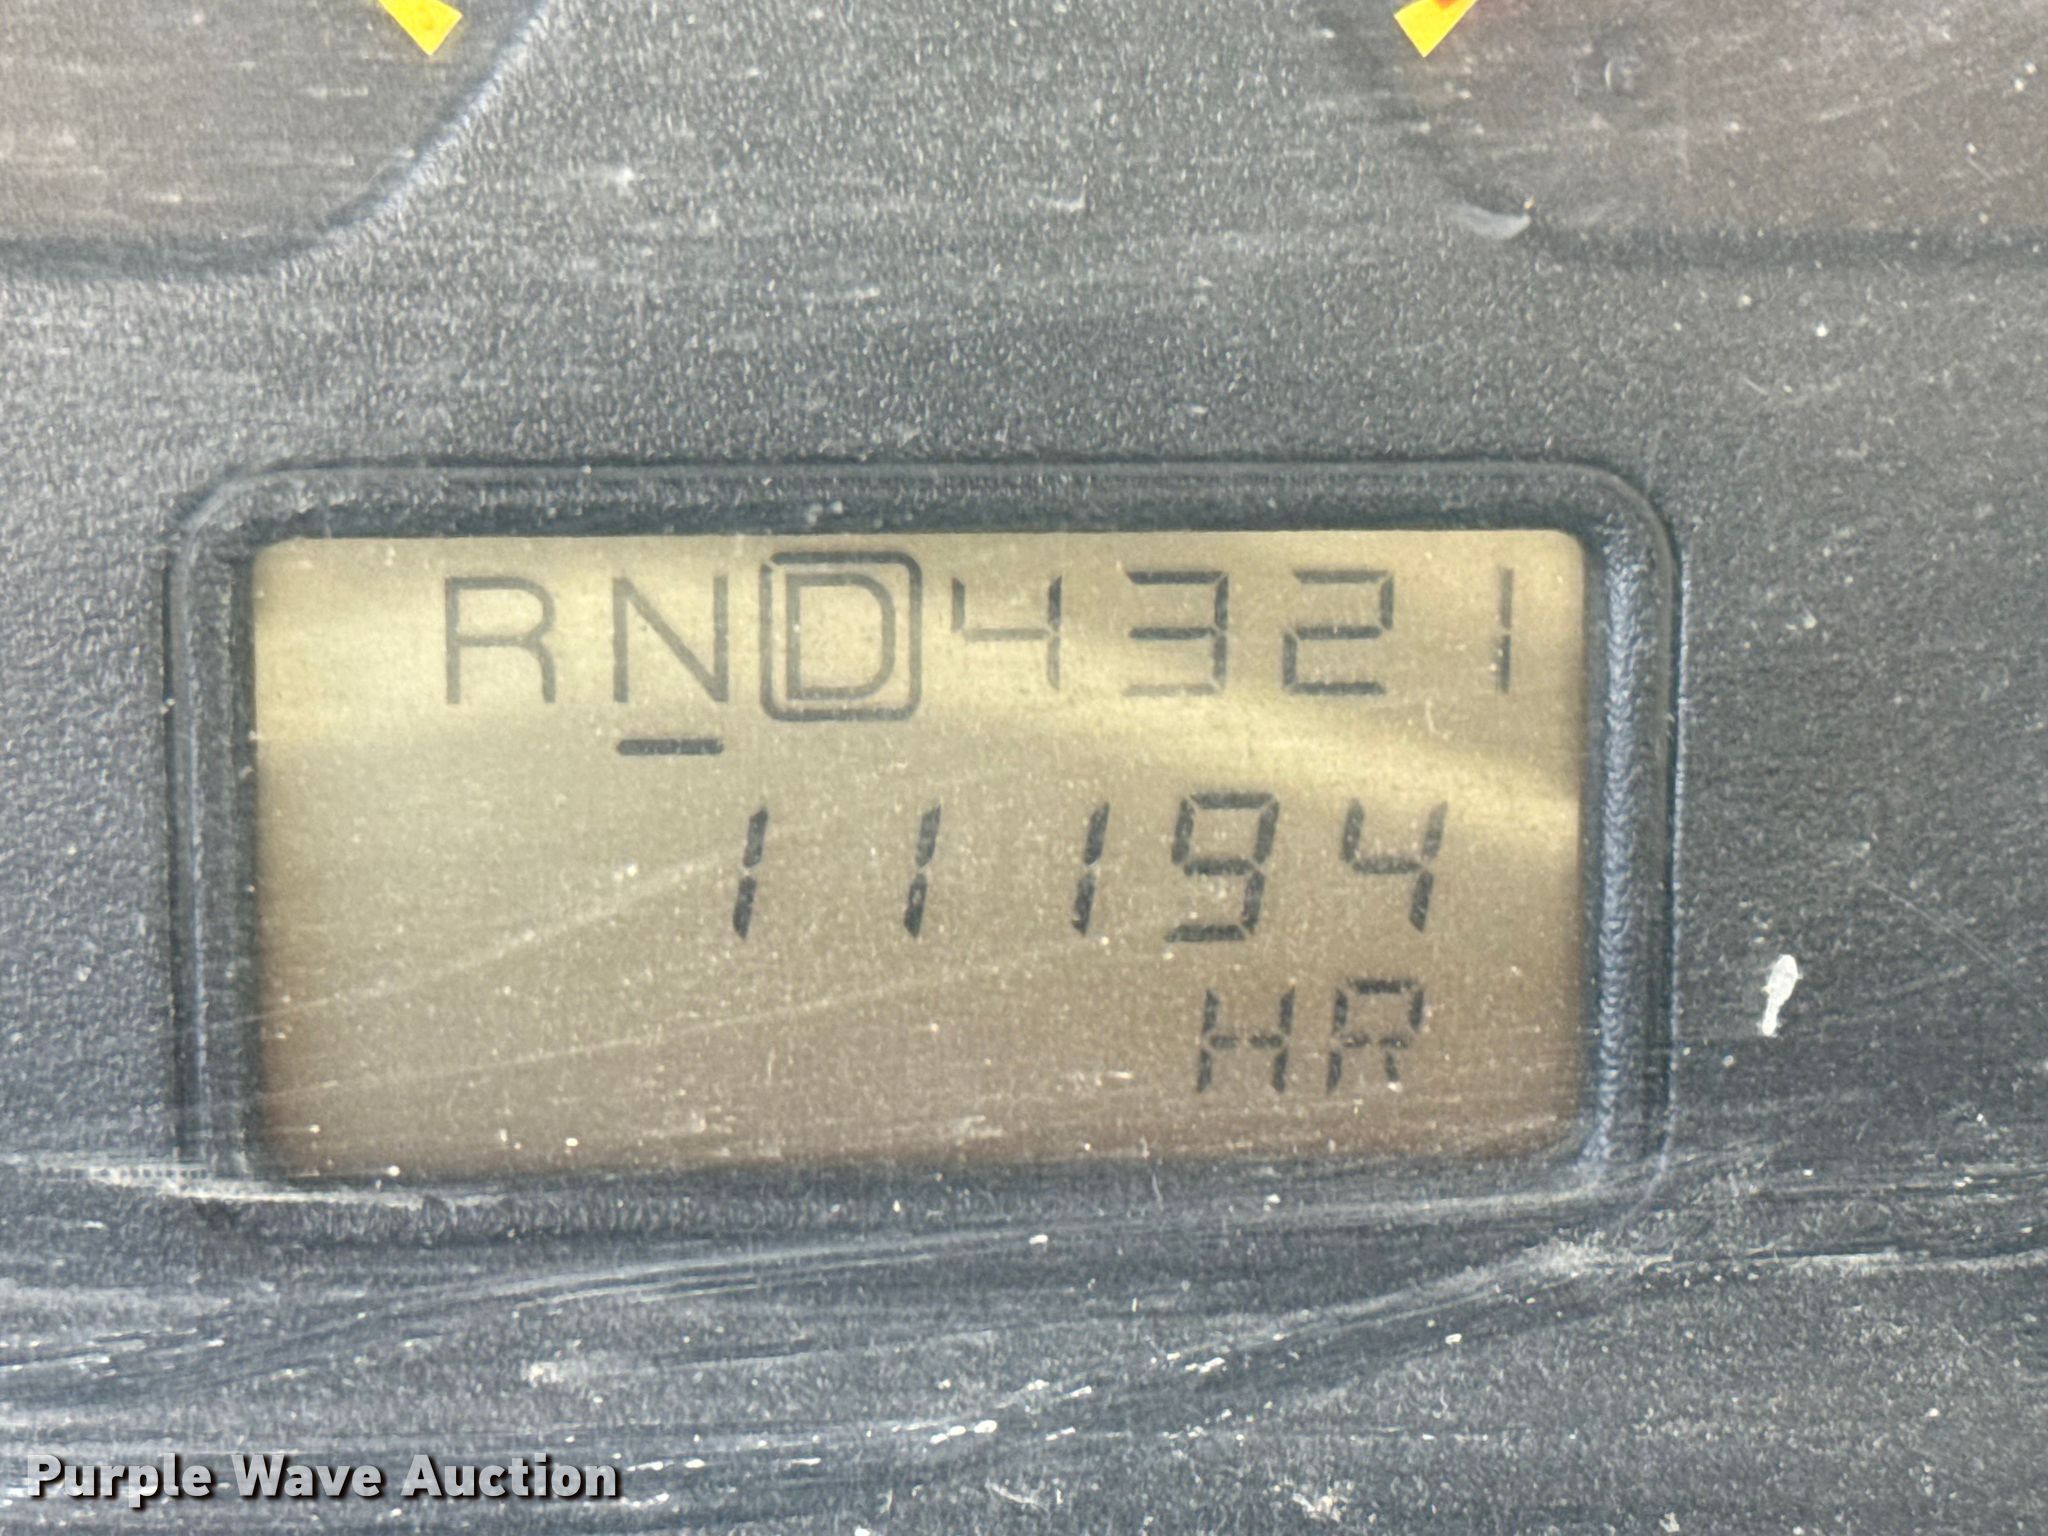 RND4321
11194
HR
Purple Wave Auction